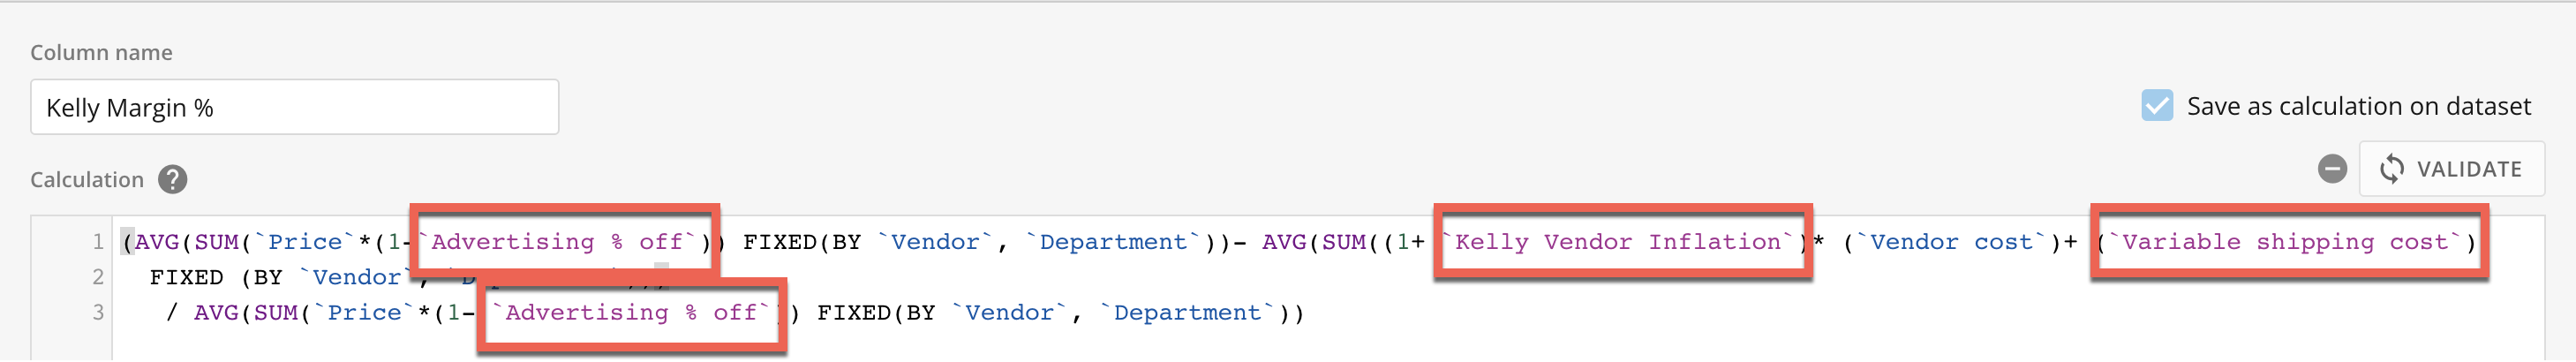 Column name
Kelly Margin %
Save as calculation on dataset
Calculation ?
VALIDATE
1 (AVG(SUM(`Price`*(1-`Advertising % off`)) FIXED(BY `Vendor`, `Department`))- AVG(SUM((1+ `Kelly Vendor Inflation`)* (`Vendor cost`)+ (`Variable shipping cost`)
2 FIXED (BY `Vendor`,
3 / AVG(SUM(`Price`*(1- `Advertising % off`)) FIXED(BY `Vendor`, `Department`))